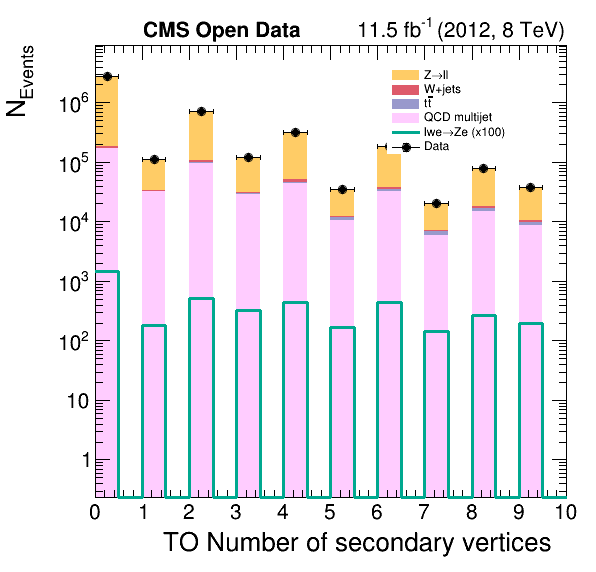 CMS Open Data 11.5 fb⁻¹ (2012, 8 TeV)
N_Events
Z→ll
W+jets
tt̄
QCD multijet
lwe→Ze (x100)
Data
10⁶
10⁵
10⁴
10³
10²
10
1
0 1 2 3 4 5 6 7 8 9 10
TO Number of secondary vertices